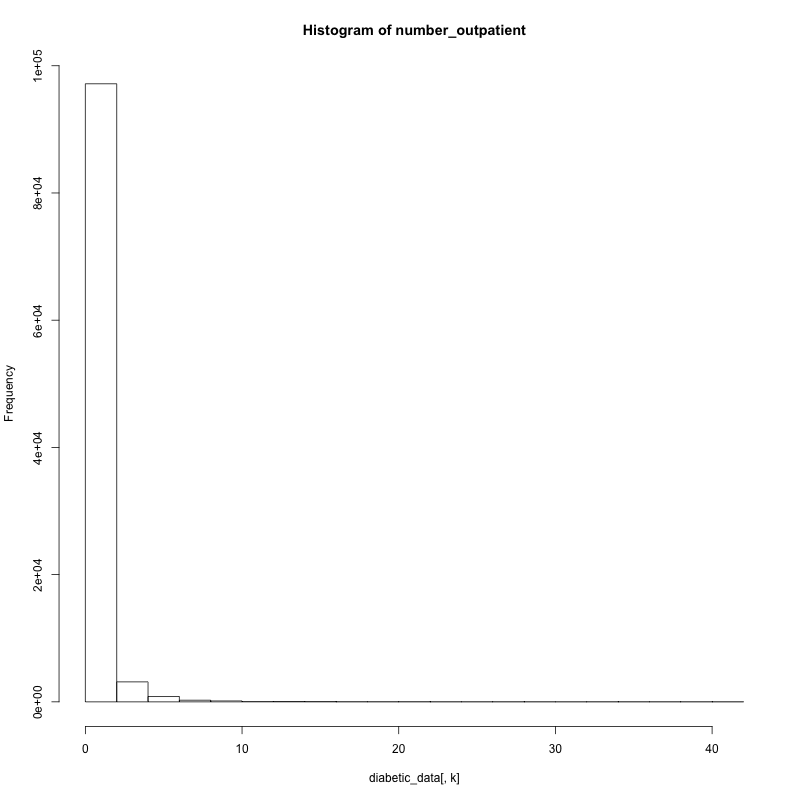 Histogram of number_outpatient
1e+05
8e+04
6e+04
4e+04
2e+04
0e+00
Frequency
0 10 20 30 40
diabetic_data[, k]